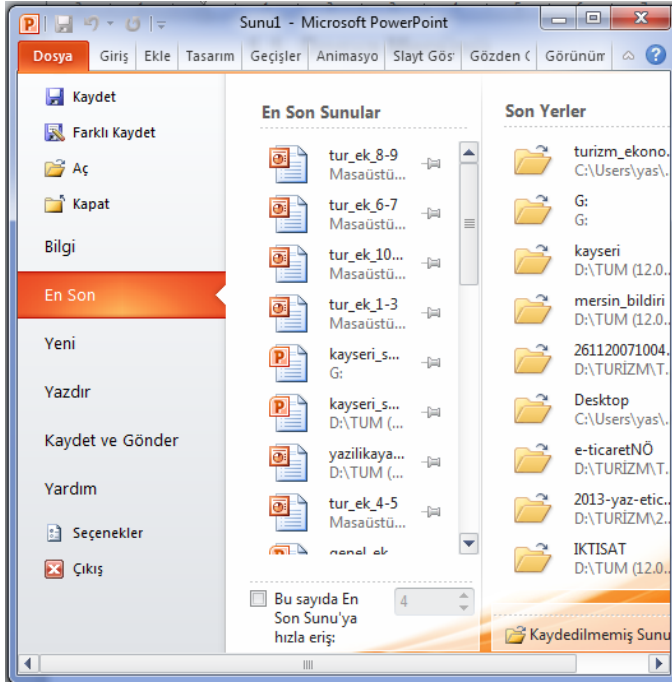 Sunu1 - Microsoft PowerPoint
Dosya Giriş Ekle Tasarım Geçişler Animasyo Slayt Gös Gözden Görünüm
Kaydet
Farklı Kaydet
Aç
Kapat
Bilgi
En Son
Yeni
Yazdır
Kaydet ve Gönder
Yardım
Seçenekler
Çıkış
En Son Sunular
tur_ek_8-9
Masaüstü...
tur_ek_6-7
Masaüstü...
tur_ek_10...
Masaüstü...
tur_ek_1-3
Masaüstü...
kayseri_s...
G:
kayseri_s...
D:\TUM (...
yazilikaya...
D:\TUM (...
tur_ek_4-5
Masaüstü...
genel_ek
Bu sayıda En
Son Sunu'ya
hızla eriş:
4
Son Yerler
turizm_ekono.
C:\Users\yas\.
G:
G:
kayseri
D:\TUM (12.0..
mersin_bildiri
D:\TUM (12.0..
261120071004.
D:\TURİZM\T.
Desktop
C:\Users\yas\.
e-ticaretNÖ
D:\TURİZM\T.
2013-yaz-etic..
D:\TURİZM\2.
IKTISAT
D:\TUM (12.0..
Kaydedilmemiş Sunu